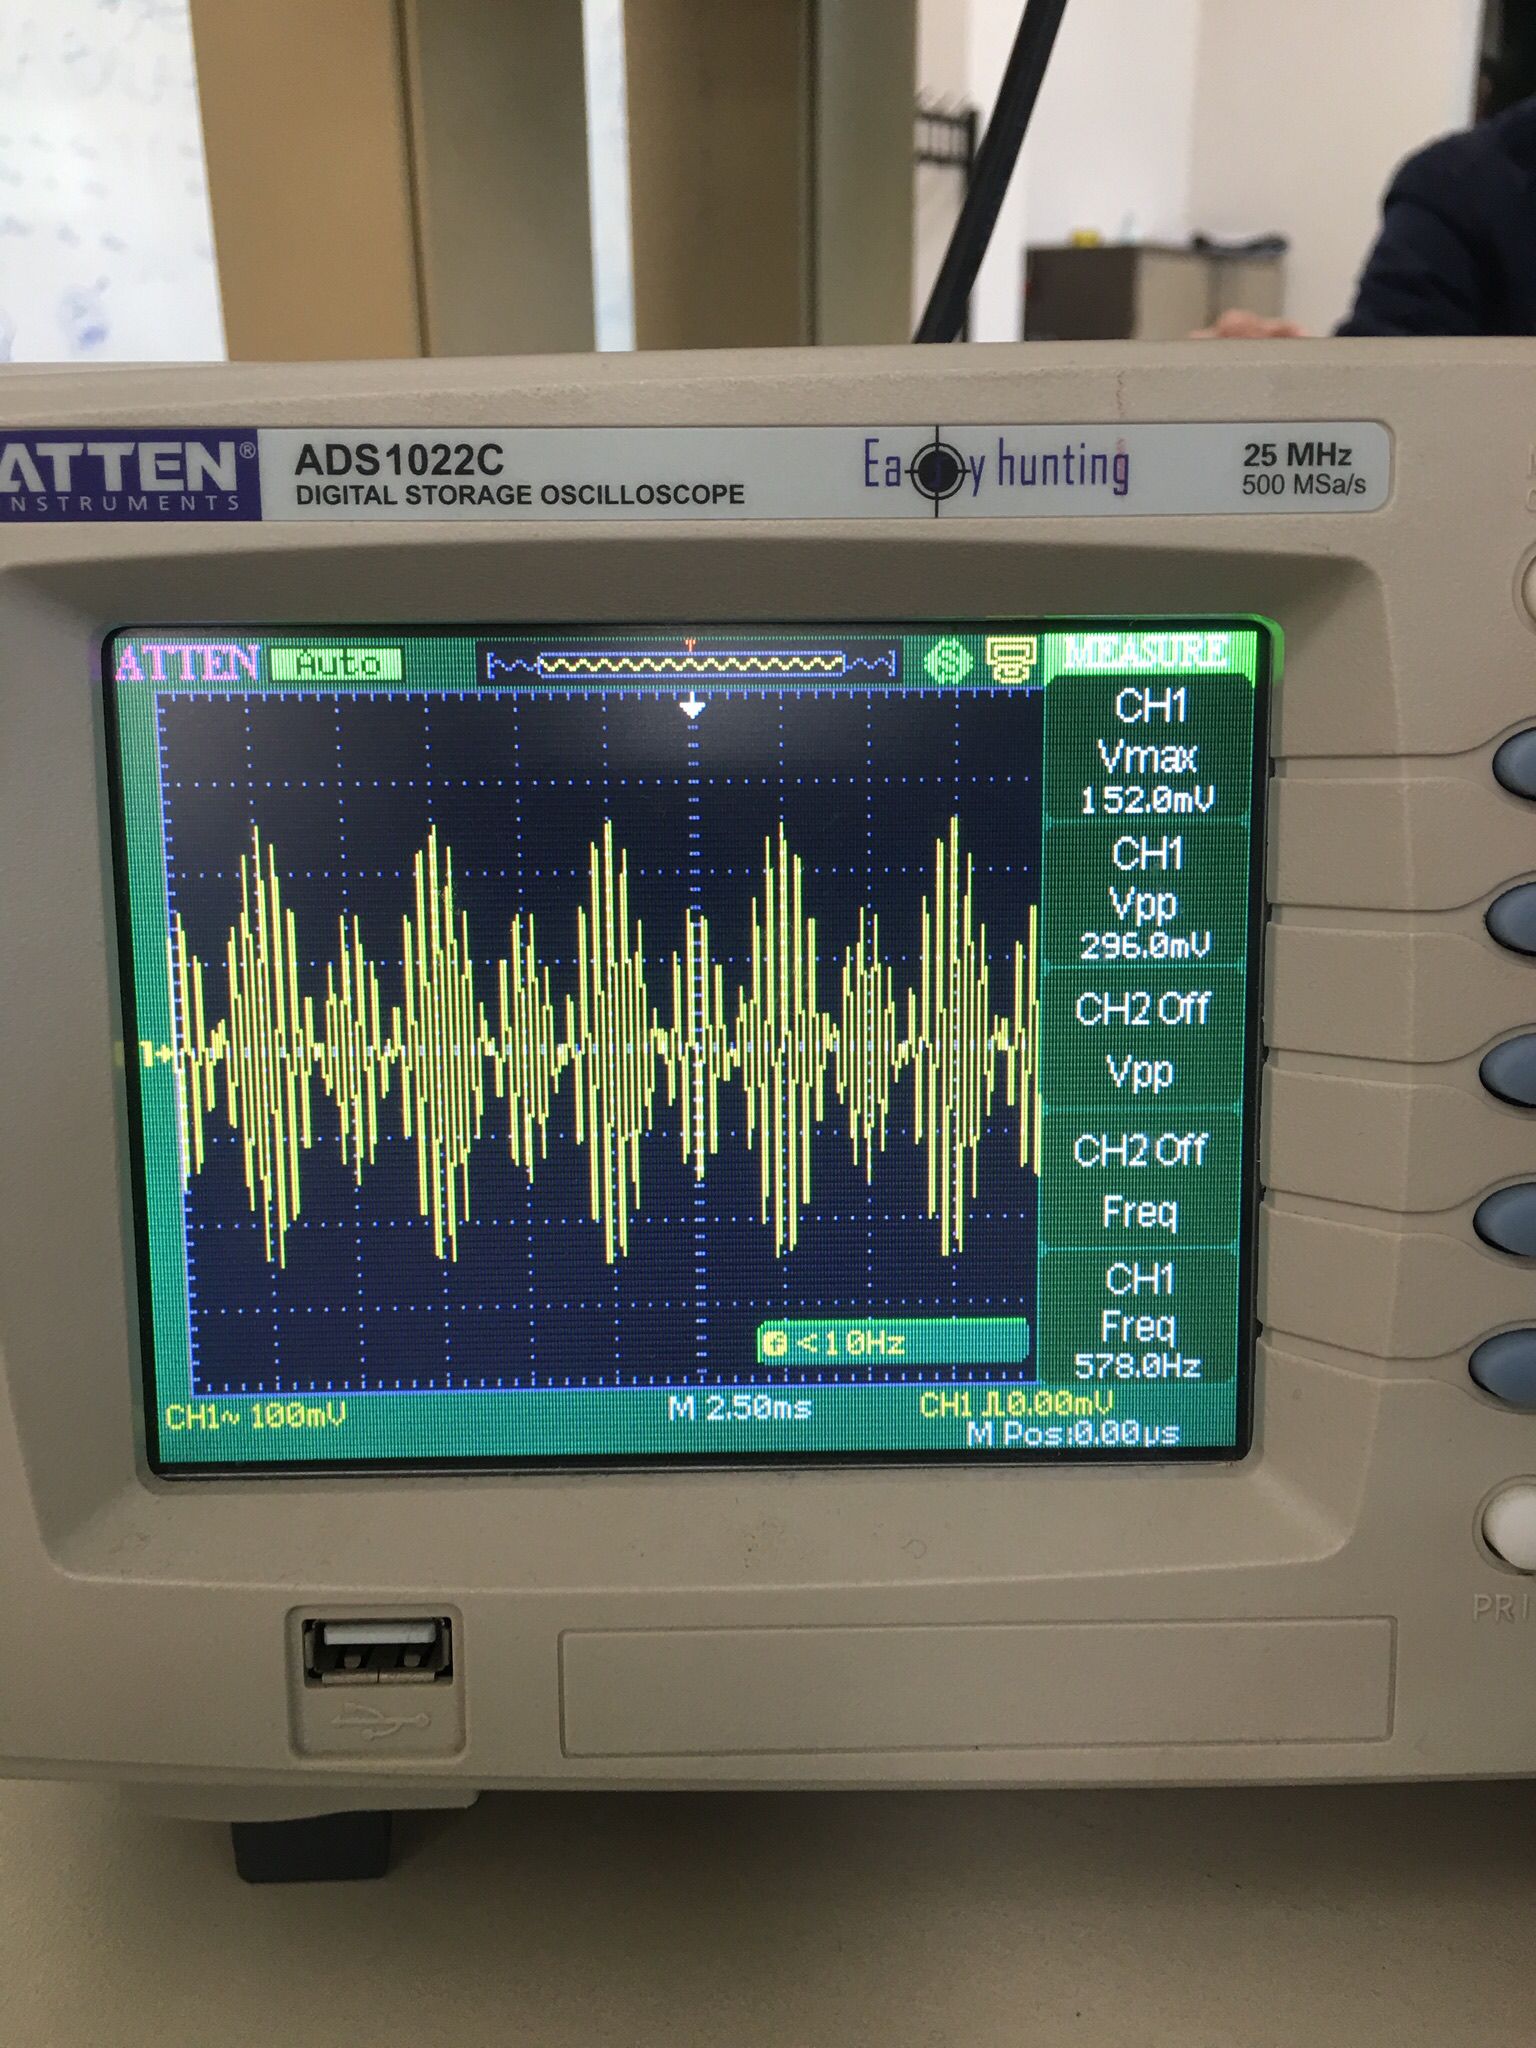 ATTEN®
INSTRUMENTS
ADS1022C
DIGITAL STORAGE OSCILLOSCOPE
Easy hunting
25 MHz
500 MSa/s
ATTEN
Auto
T
S
MEASURE
CH1
Vmax
152.0mV
CH1
Vpp
296.0mV
CH2 Off
Vpp
CH2 Off
Freq
CH1
Freq
578.0Hz
1
<10Hz
CH1~ 100mV
M 2.50ms
CH1 0.00mV
M Pos:0.00µs